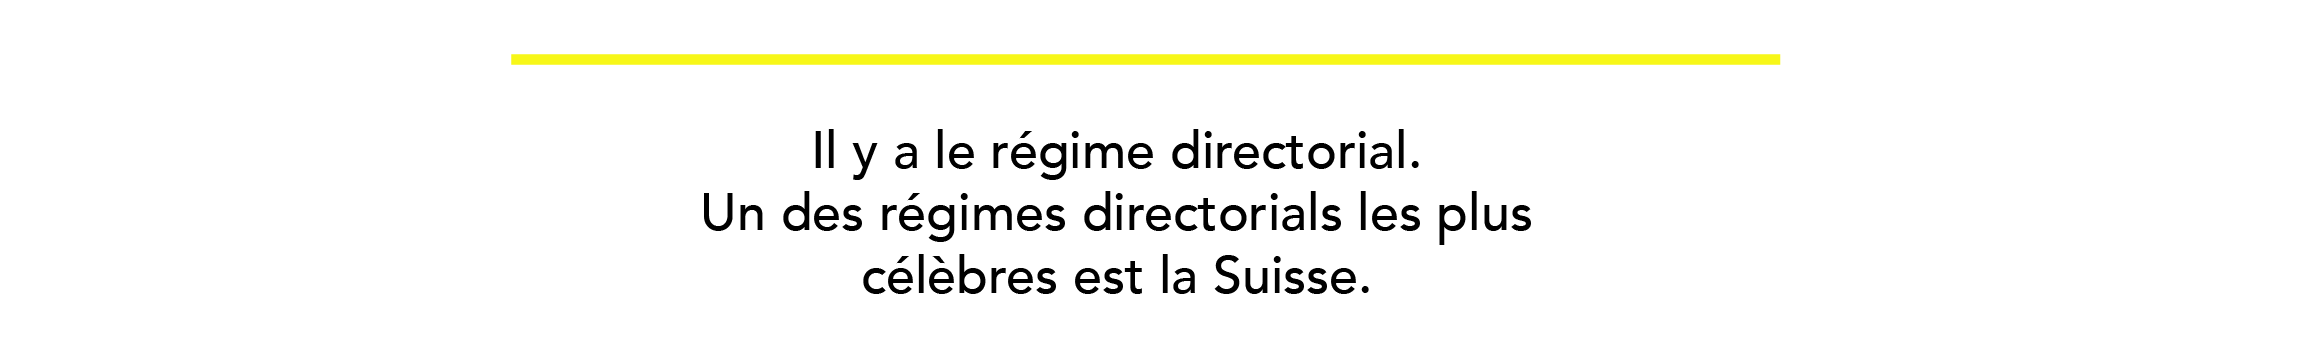 Il y a le régime directorial.
Un des régimes directorials les plus
célèbres est la Suisse.